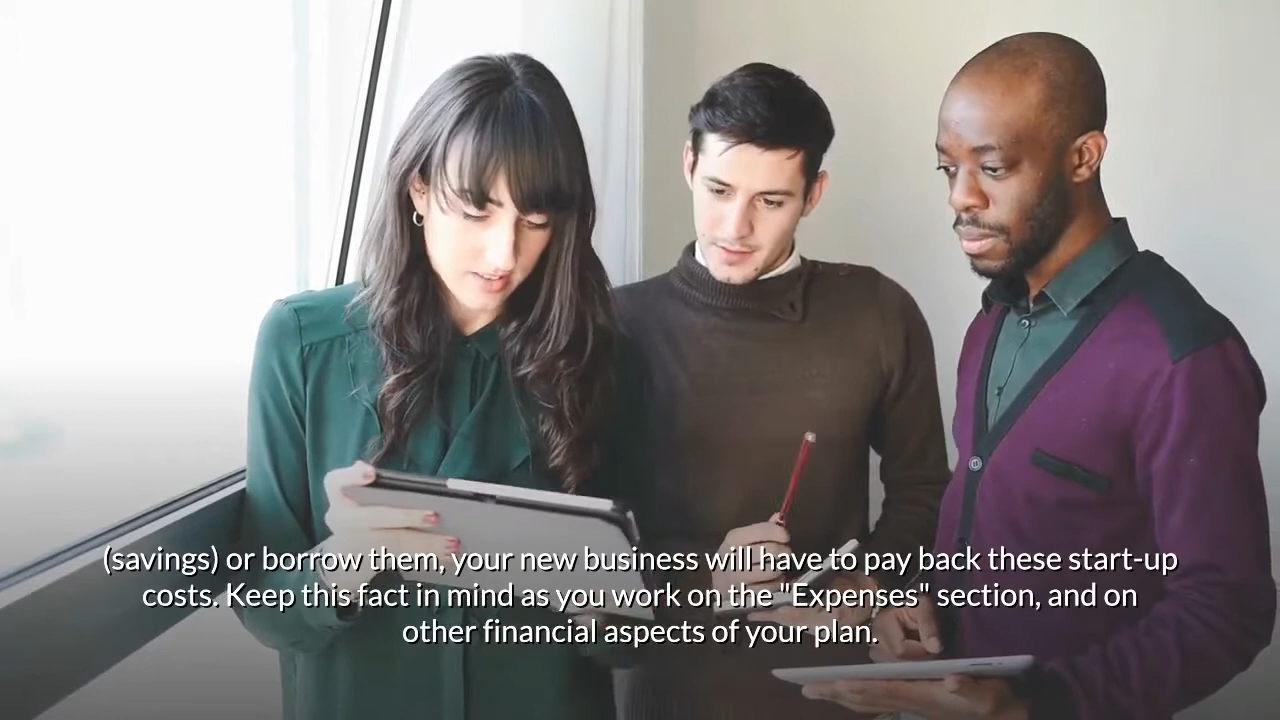 (savings) or borrow them, your new business will have to pay back these start-up
costs. Keep this fact in mind as you work on the "Expenses" section, and on
other financial aspects of your plan.